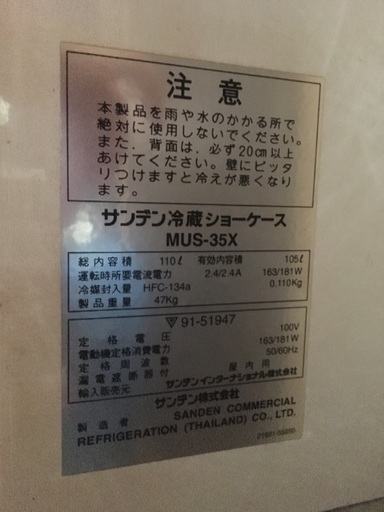 注意
本製品を雨や水のかかる所で
絶対に使用しないでください。
また、背面は、必ず20cm以上
あけてください。壁にピッタ
リつけますと冷えが悪くなり
ます。
サンデン冷蔵ショーケース
MUS-35X
総内容積 110ℓ 有効内容積 105ℓ
運転時所要電流電力 2.4/2.4A 163/181W
冷媒封入量 HFC-134a 0.110Kg
製品重量 47Kg
91-51947
定格電圧 100V
電動機定格消費電力 163/181W
定格周波数 50/60Hz
漏電遮断器付 屋内用
輸入販売元 サンデンインターナショナル株式会社
サンデン株式会社
製造者 SANDEN COMMERCIAL
REFRIGERATION (THAILAND) CO., LTD.